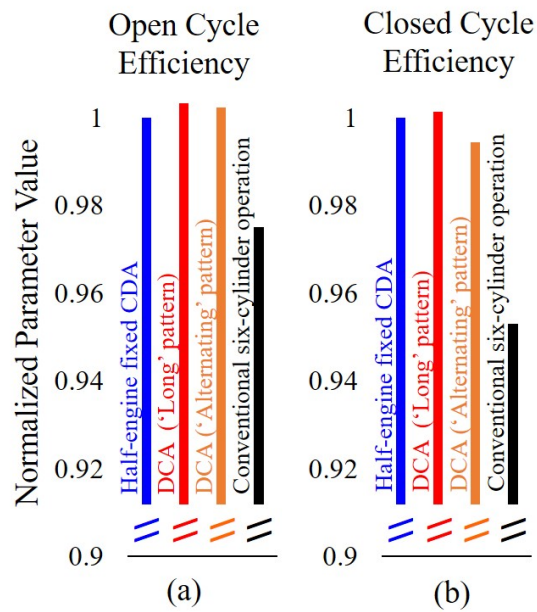 Open Cycle
Efficiency
Closed Cycle
Efficiency
Normalized Parameter Value
1
0.98
0.96
0.94
0.92
0.9
Half-engine fixed CDA
DCA (‘Long’ pattern)
DCA (‘Alternating’ pattern)
Conventional six-cylinder operation
(a)
1
0.98
0.96
0.94
0.92
0.9
Half-engine fixed CDA
DCA (‘Long’ pattern)
DCA (‘Alternating’ pattern)
Conventional six-cylinder operation
(b)